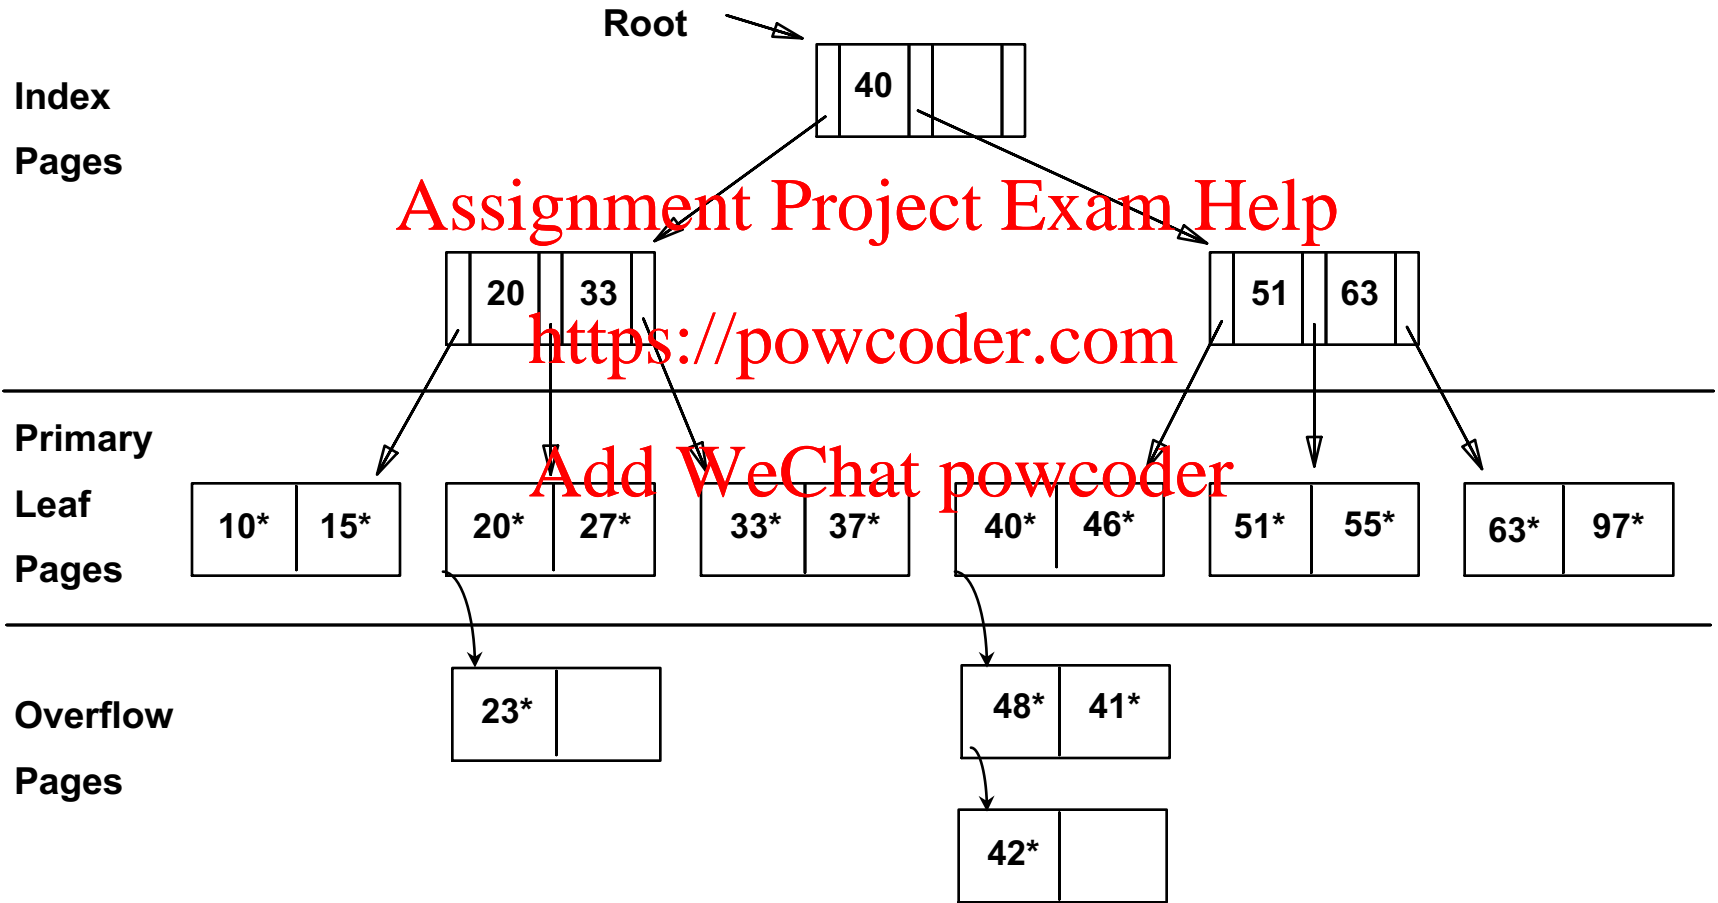 Root
40
Index
Pages
Assignment Project Exam Help
20 33 51 63
https://powcoder.com
Primary
Leaf
Pages
Add WeChat powcoder
10* 15* 20* 27* 33* 37* 40* 46* 51* 55* 63* 97*
Overflow
Pages
23* 48* 41*
42*